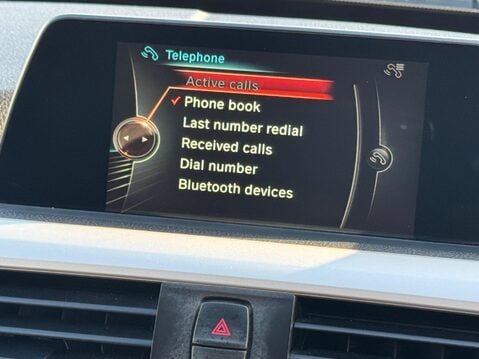 Telephone
Active calls
Phone book
Last number redial
Received calls
Dial number
Bluetooth devices